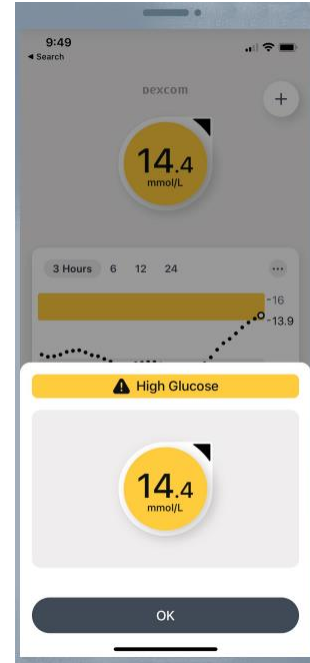 9:49
◄ Search
Dexcom
+
14.4
mmol/L
3 Hours 6 12 24
...
-16
-13.9
High Glucose
14.4
mmol/L
OK